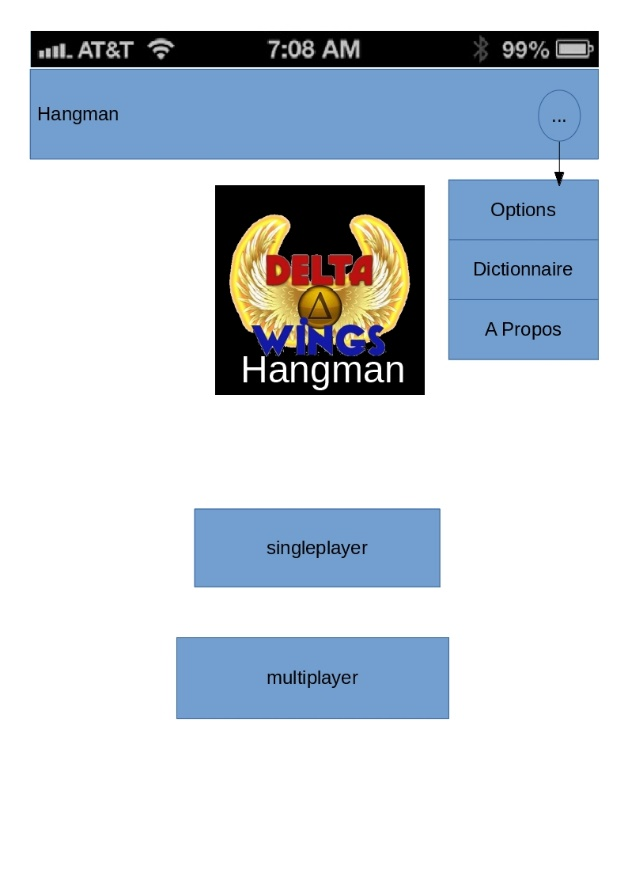 AT&T 7:08 AM 99%
Hangman
...
Options
Dictionnaire
A Propos
DELTA
Δ
WiNGS
Hangman
singleplayer
multiplayer